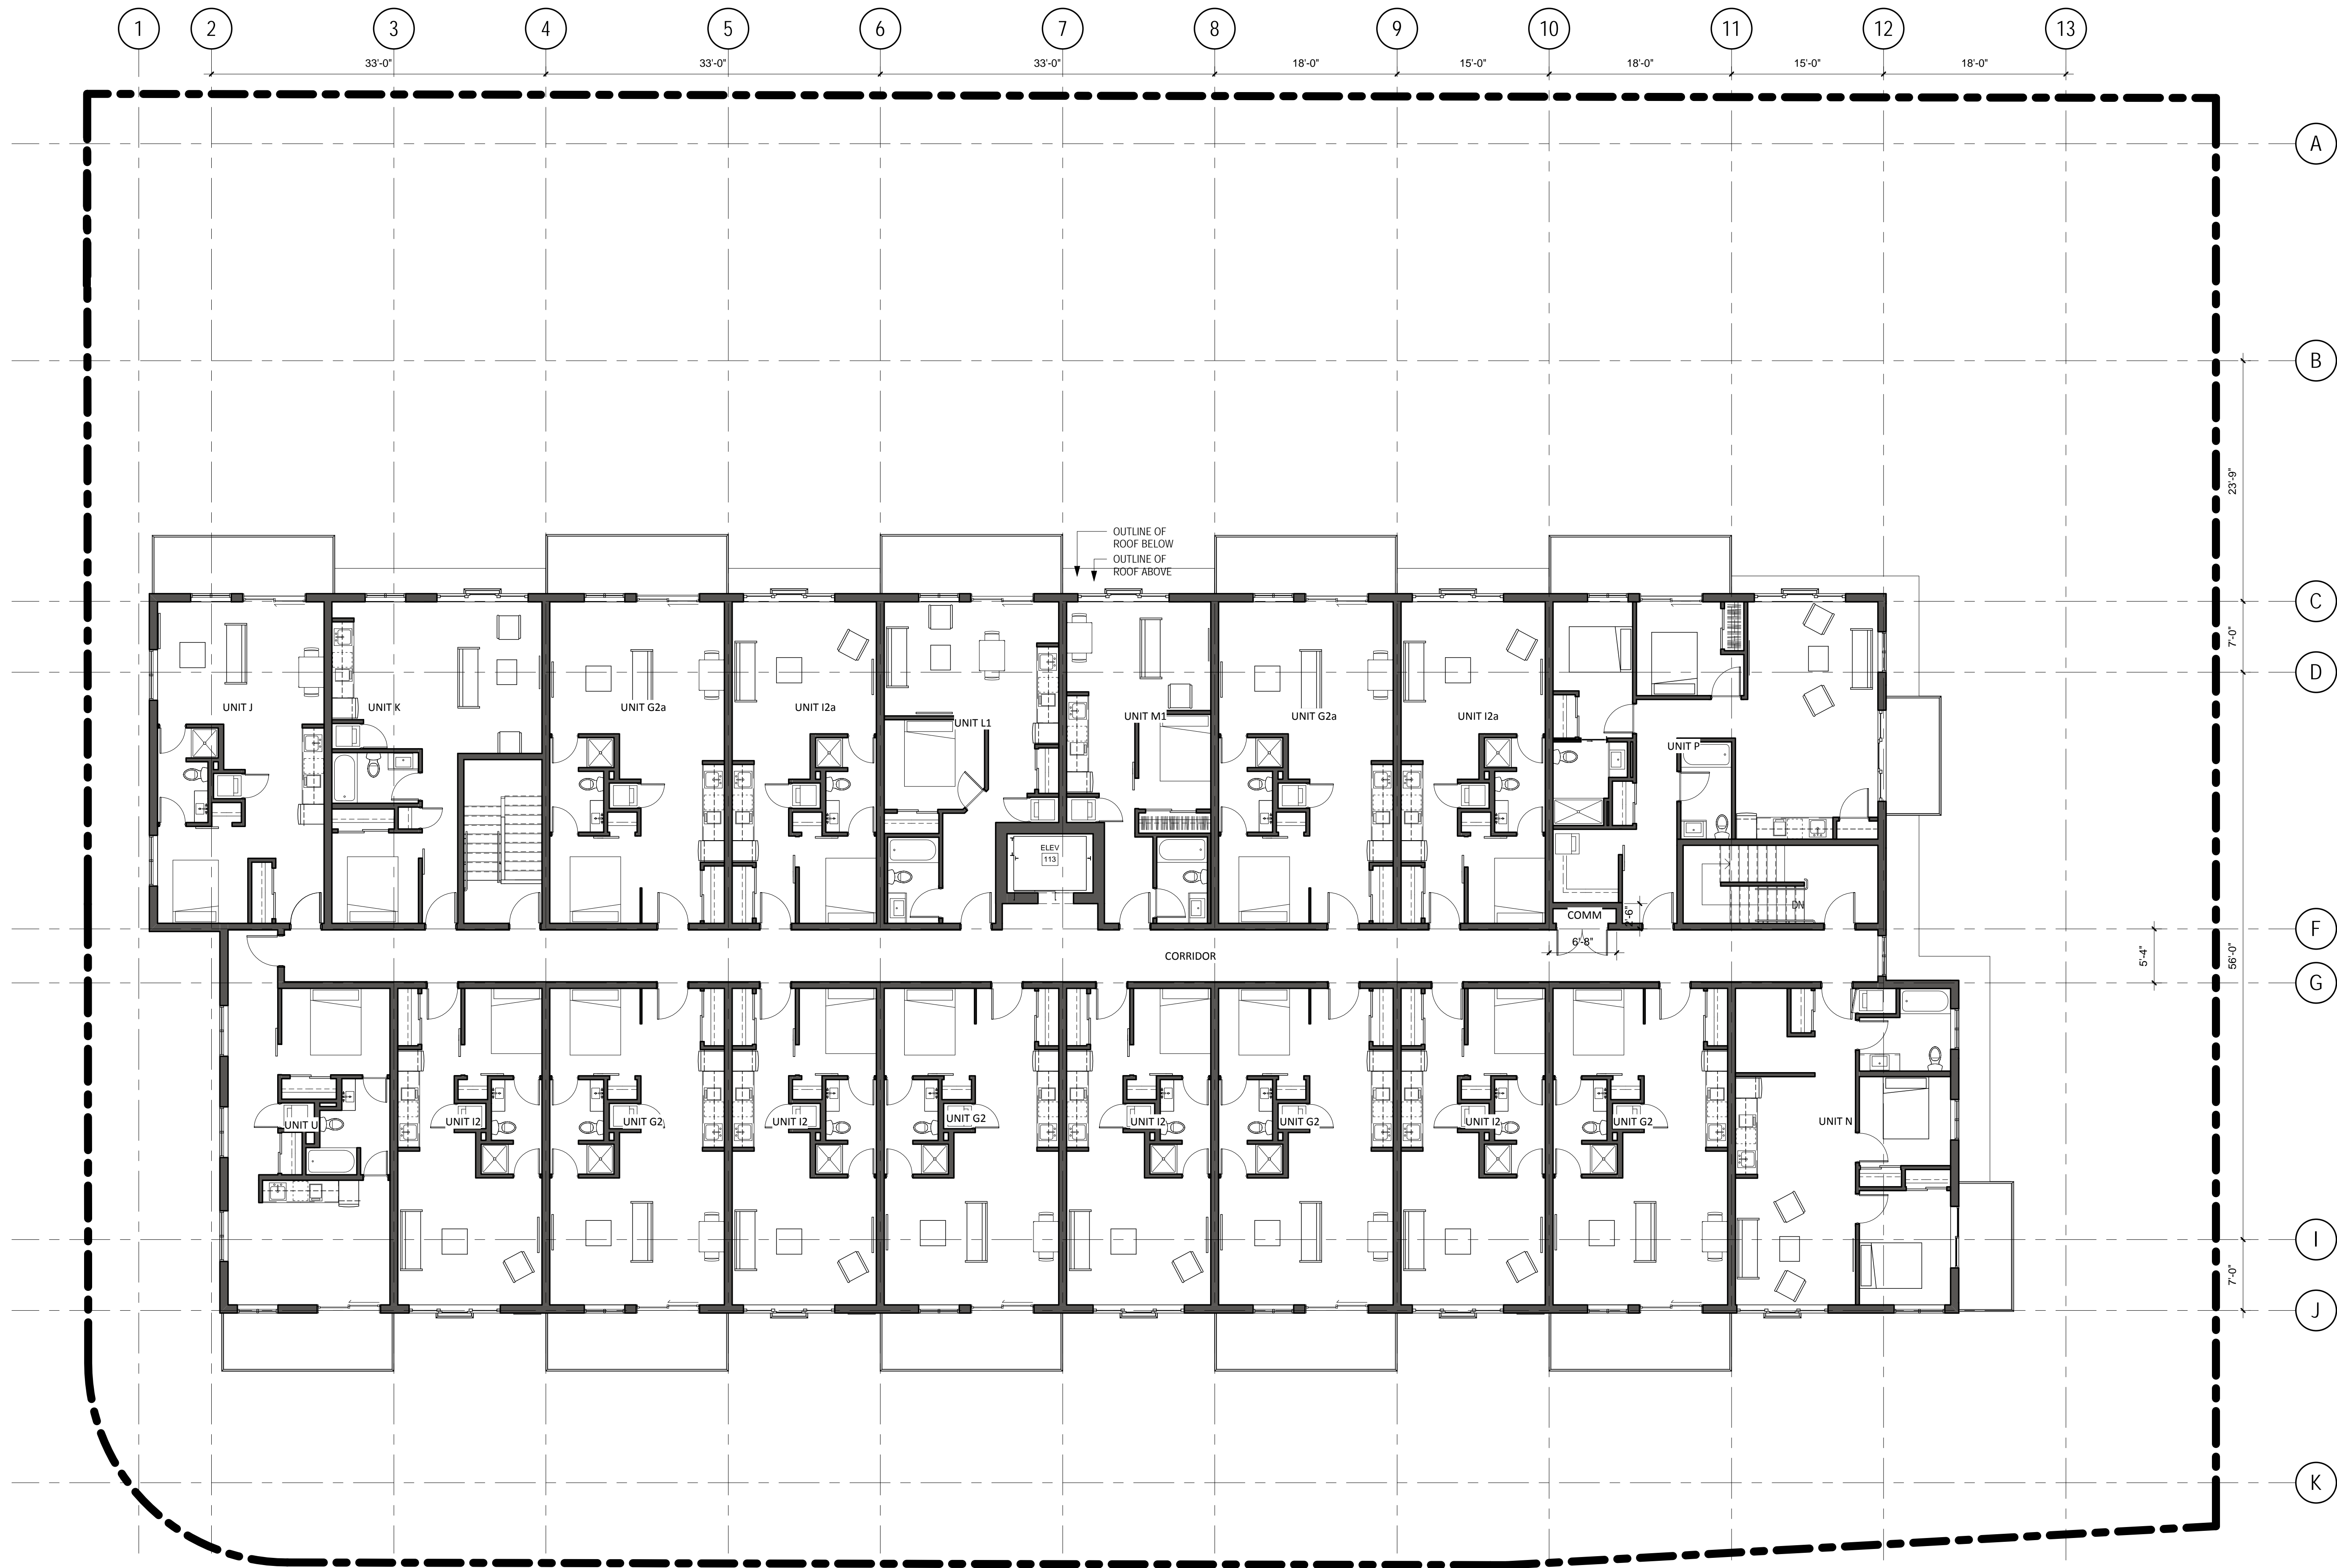 1
2
3
4
5
6
7
8
9
10
11
12
13
33'-0"
33'-0"
33'-0"
18'-0"
15'-0"
18'-0"
15'-0"
18'-0"
A
B
23'-9"
OUTLINE OF
ROOF BELOW
OUTLINE OF
ROOF ABOVE
C
7'-0"
D
UNIT J
UNIT K
UNIT G2a
UNIT I2a
UNIT L1
UNIT M1
UNIT G2a
UNIT I2a
UNIT P
ELEV
113
DN
COMM
2'-6"
6'-8"
F
CORRIDOR
5'-4"
56'-0"
G
UNIT U
UNIT I2
UNIT G2
UNIT I2
UNIT G2
UNIT I2
UNIT G2
UNIT I2
UNIT G2
UNIT N
I
7'-0"
J
K